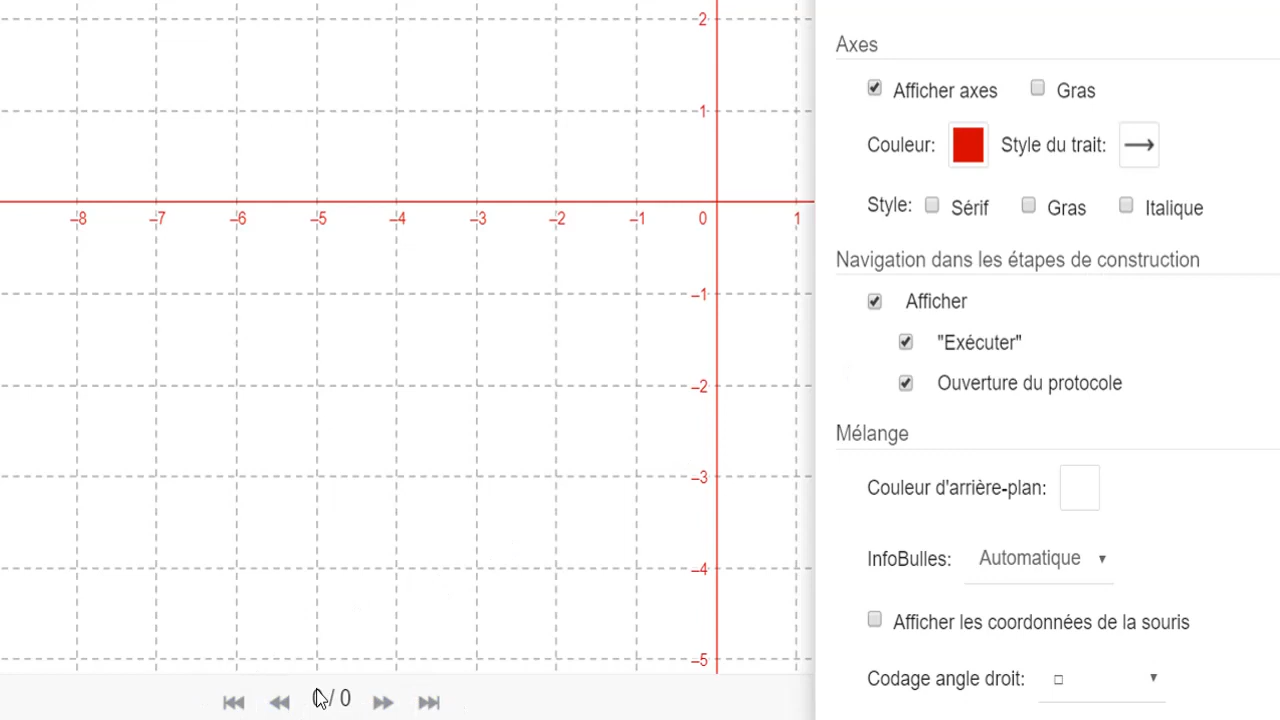 2
1
–8 –7 –6 –5 –4 –3 –2 –1 0 1
–1
–2
–3
–4
–5
0 / 0
Axes
Afficher axes Gras
Couleur: Style du trait:
Style: Sérif Gras Italique
Navigation dans les étapes de construction
Afficher
"Exécuter"
Ouverture du protocole
Mélange
Couleur d'arrière-plan:
InfoBulles: Automatique
Afficher les coordonnées de la souris
Codage angle droit: